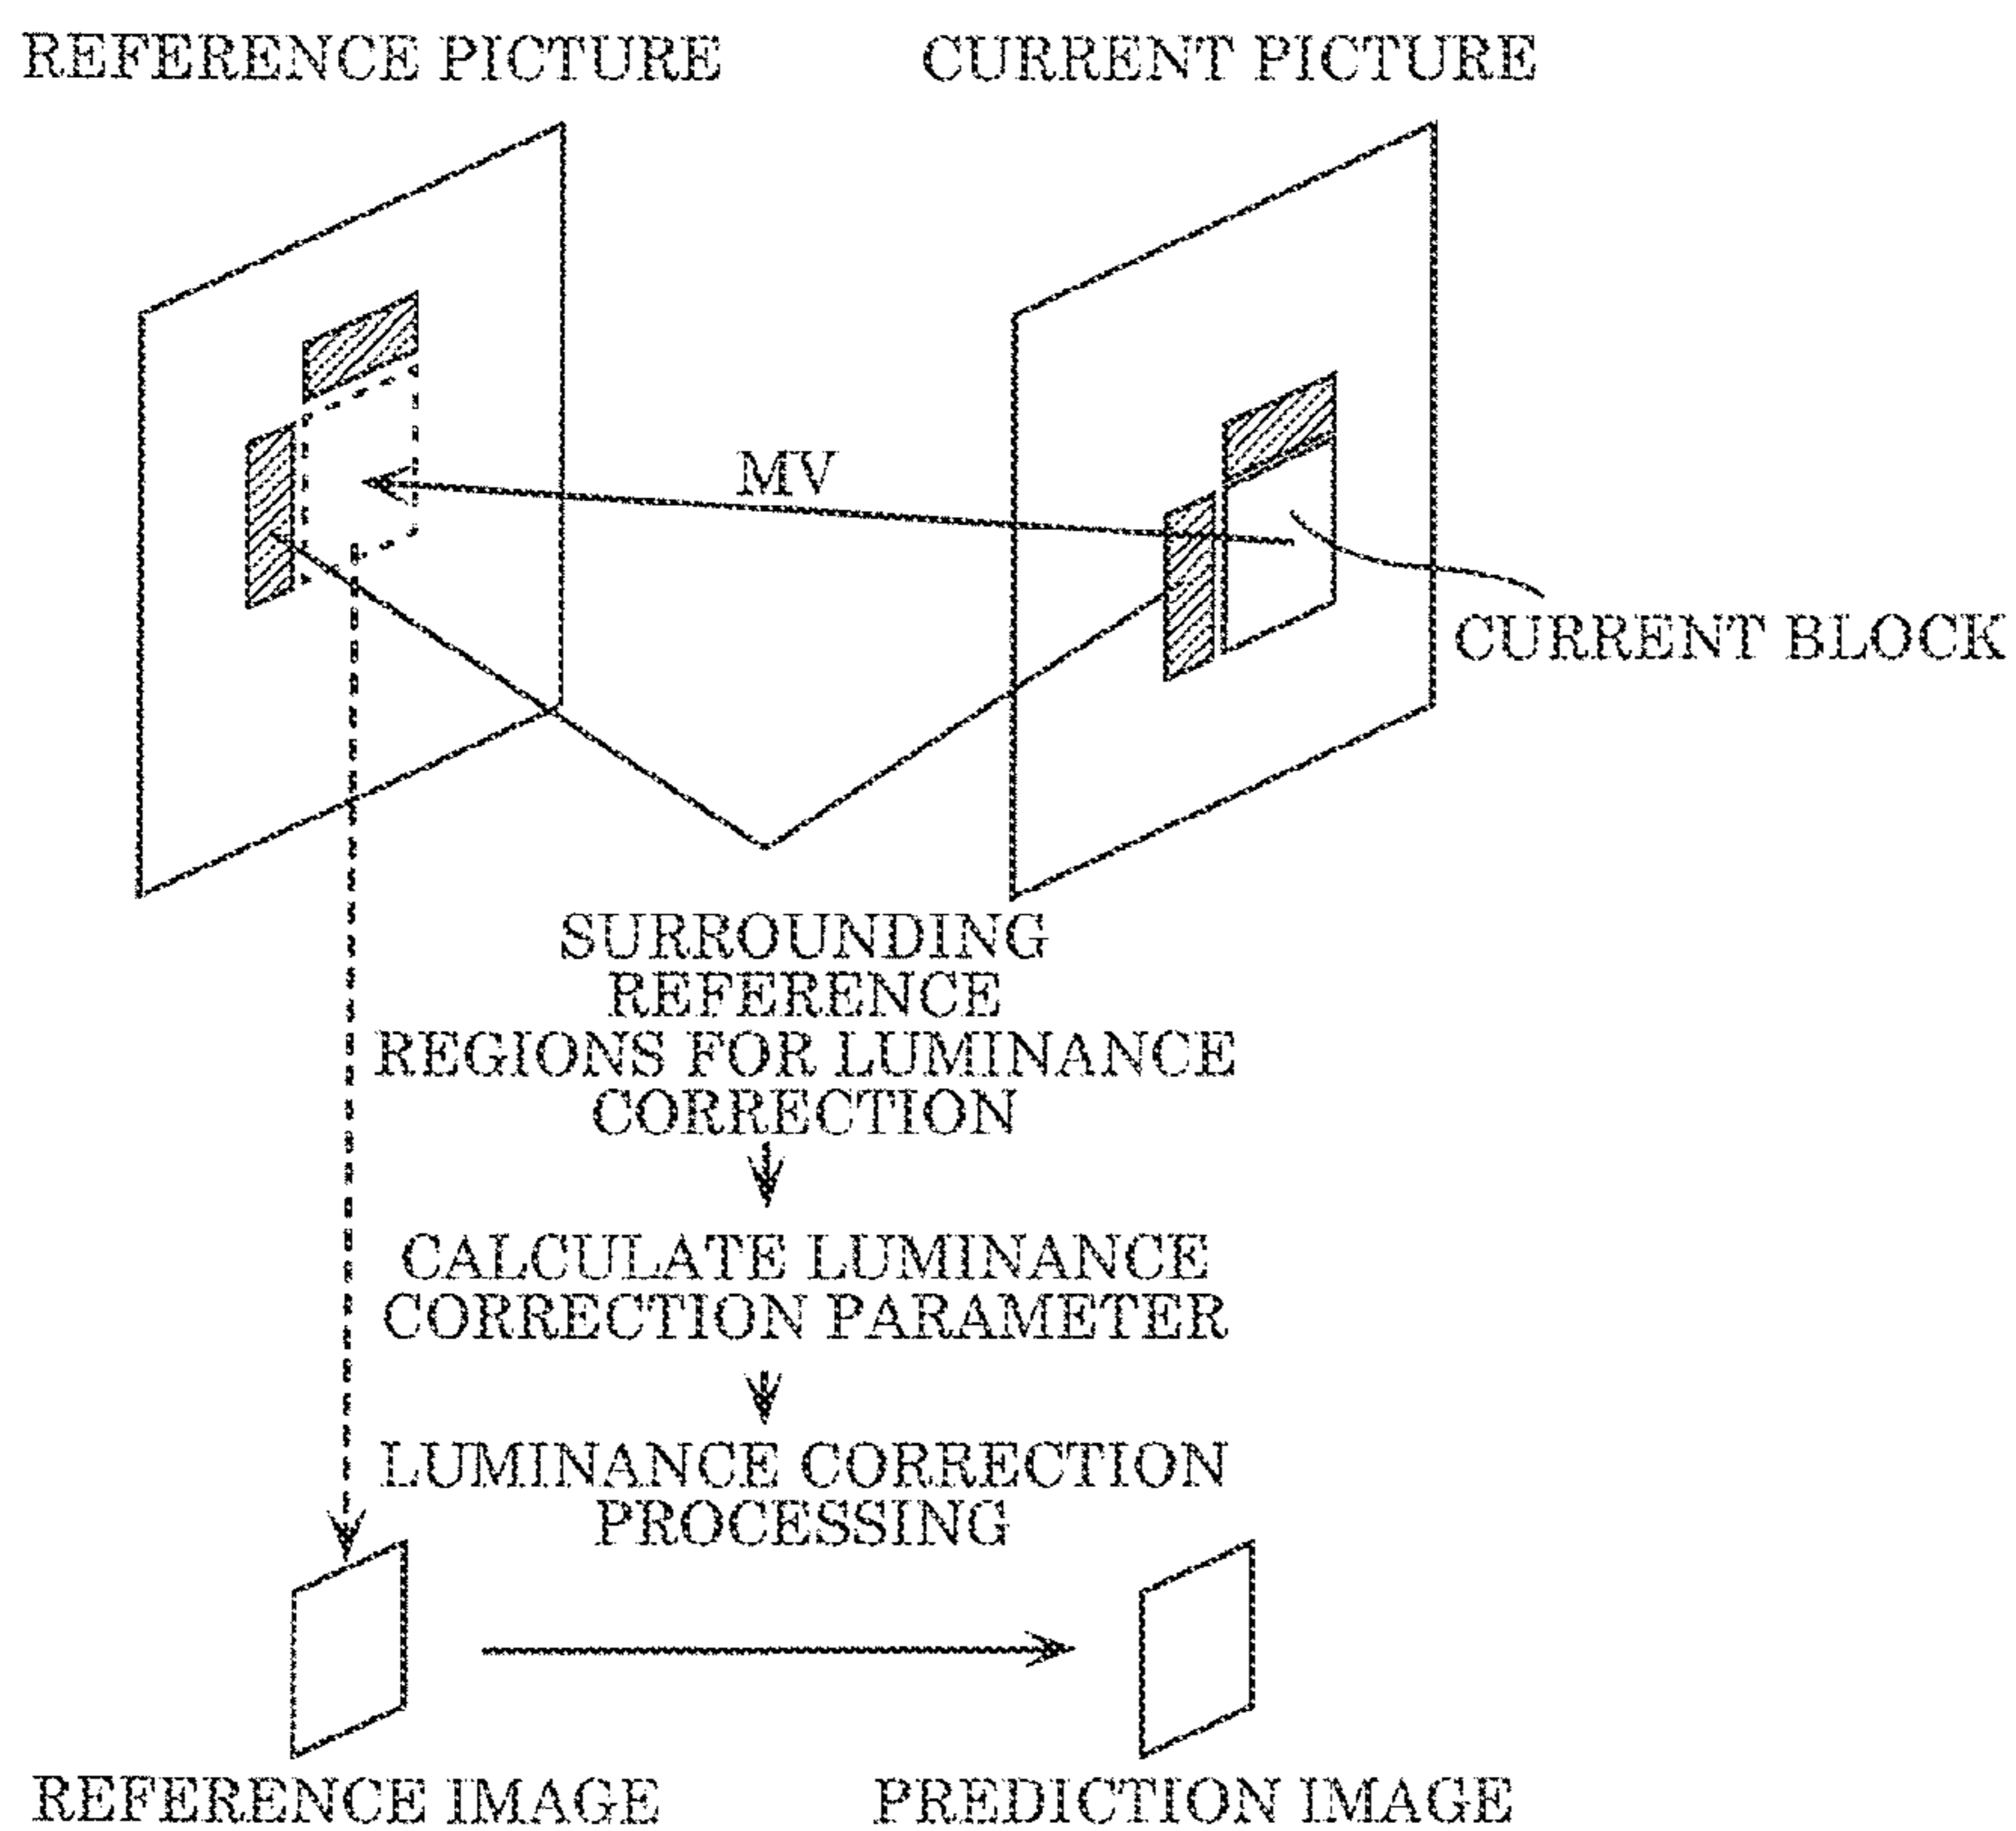 REFERENCE PICTURE
CURRENT PICTURE
MV
CURRENT BLOCK
SURROUNDING
REFERENCE
REGIONS FOR LUMINANCE
CORRECTION
CALCULATE LUMINANCE
CORRECTION PARAMETER
LUMINANCE CORRECTION
PROCESSING
REFERENCE IMAGE
PREDICTION IMAGE